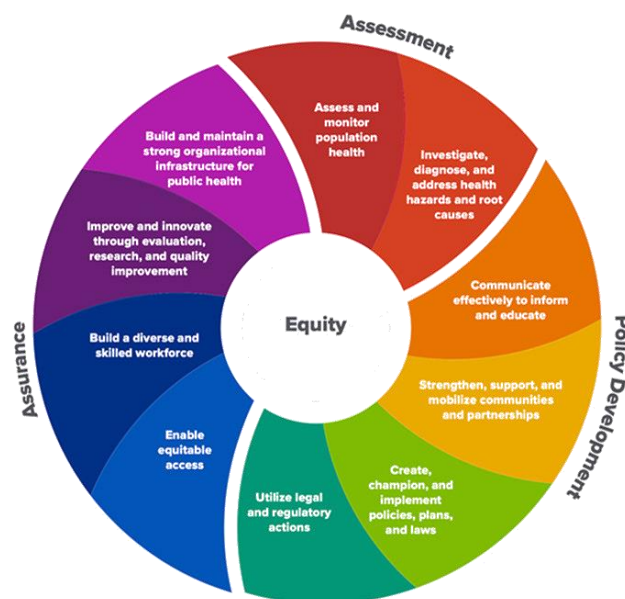 Assessment
Assess and
monitor
population
health
Investigate,
diagnose, and
address health
hazards and root
causes
Policy Development
Communicate
effectively to inform
and educate
Strengthen, support, and
mobilize communities
and partnerships
Create,
champion, and
implement
policies, plans,
and laws
Utilize legal
and regulatory
actions
Assurance
Enable
equitable
access
Build a diverse and
skilled workforce
Improve and innovate
through evaluation,
research, and quality
improvement
Build and maintain a
strong organizational
infrastructure for
public health
Equity